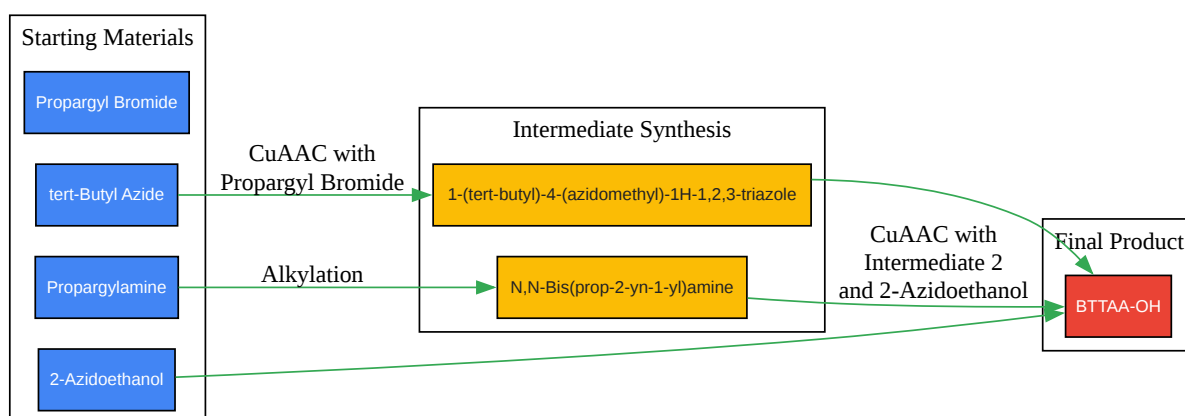 Starting Materials
Propargyl Bromide
tert-Butyl Azide
Propargylamine
2-Azidoethanol
CuAAC with
Propargyl Bromide
Alkylation
Intermediate Synthesis
1-(tert-butyl)-4-(azidomethyl)-1H-1,2,3-triazole
N,N-Bis(prop-2-yn-1-yl)amine
CuAAC with
Intermediate 2
and 2-Azidoethanol
Final Product
BTTAA-OH